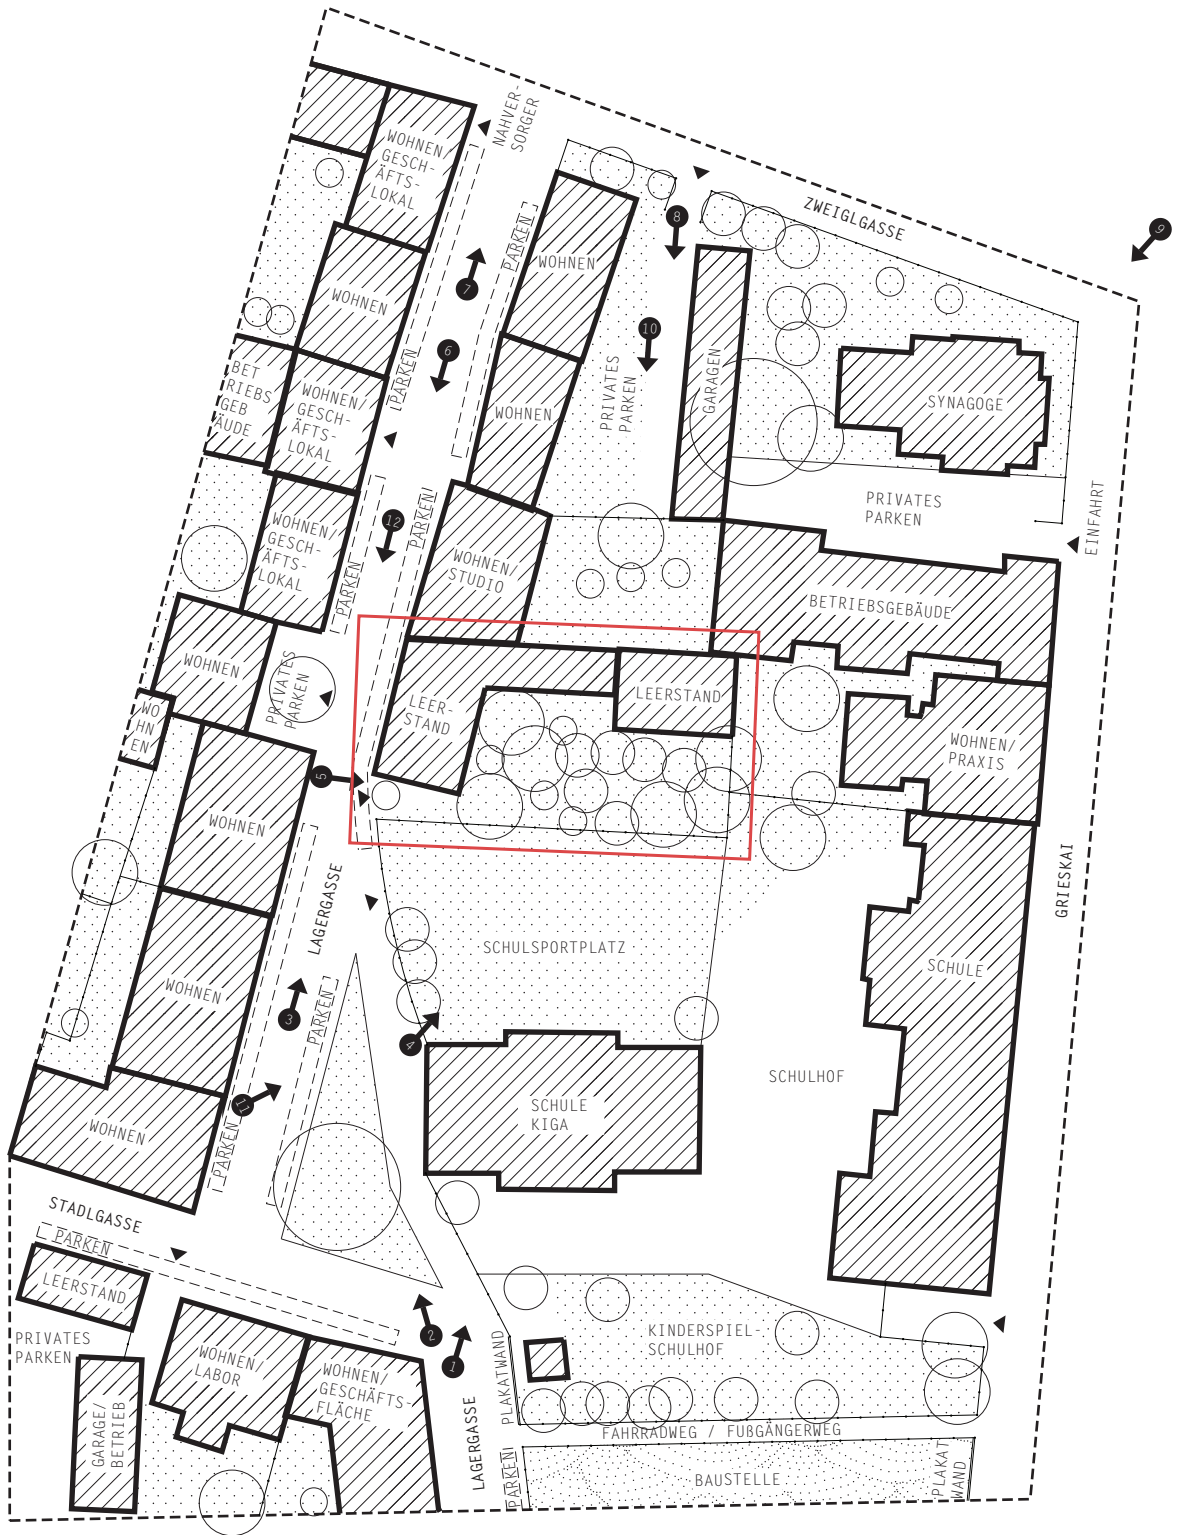 NAHVER-
SORGER
WOHNEN/
GESCH-
ÄFTS-
LOKAL
ZWEIGLGASSE
8
9
PARKEN
WOHNEN
7
WOHNEN
10
6
PRIVATES
PARKEN
GARAGEN
SYNAGOGE
BET
RIEBS
GEB
ÄUDE
WOHNEN/
GESCH-
ÄFTS-
LOKAL
PARKEN
WOHNEN
PRIVATES
PARKEN
EINFAHRT
12
PARKEN
WOHNEN/
GESCH-
ÄFTS-
LOKAL
PARKEN
WOHNEN/
STUDIO
BETRIEBSGEBÄUDE
WOHNEN
PRIVATES
PARKEN
LEER-
STAND
LEERSTAND
WO
HN
EN
WOHNEN/
PRAXIS
5
WOHNEN
LAGERGASSE
GRIESKAI
SCHULSPORTPLATZ
SCHULE
WOHNEN
3
PARKEN
4
SCHULHOF
11
SCHULE
KIGA
WOHNEN
PARKEN
STADLGASSE
PARKEN
LEERSTAND
2
1
PRIVATES
PARKEN
WOHNEN/
LABOR
WOHNEN/
GESCHÄFTS-
FLÄCHE
PLAKATWAND
KINDERSPIEL-
SCHULHOF
GARAGE/
BETRIEB
LAGERGASSE
FAHRRADWEG / FUßGÄNGERWEG
PARKEN
BAUSTELLE
PLAKAT
WAND